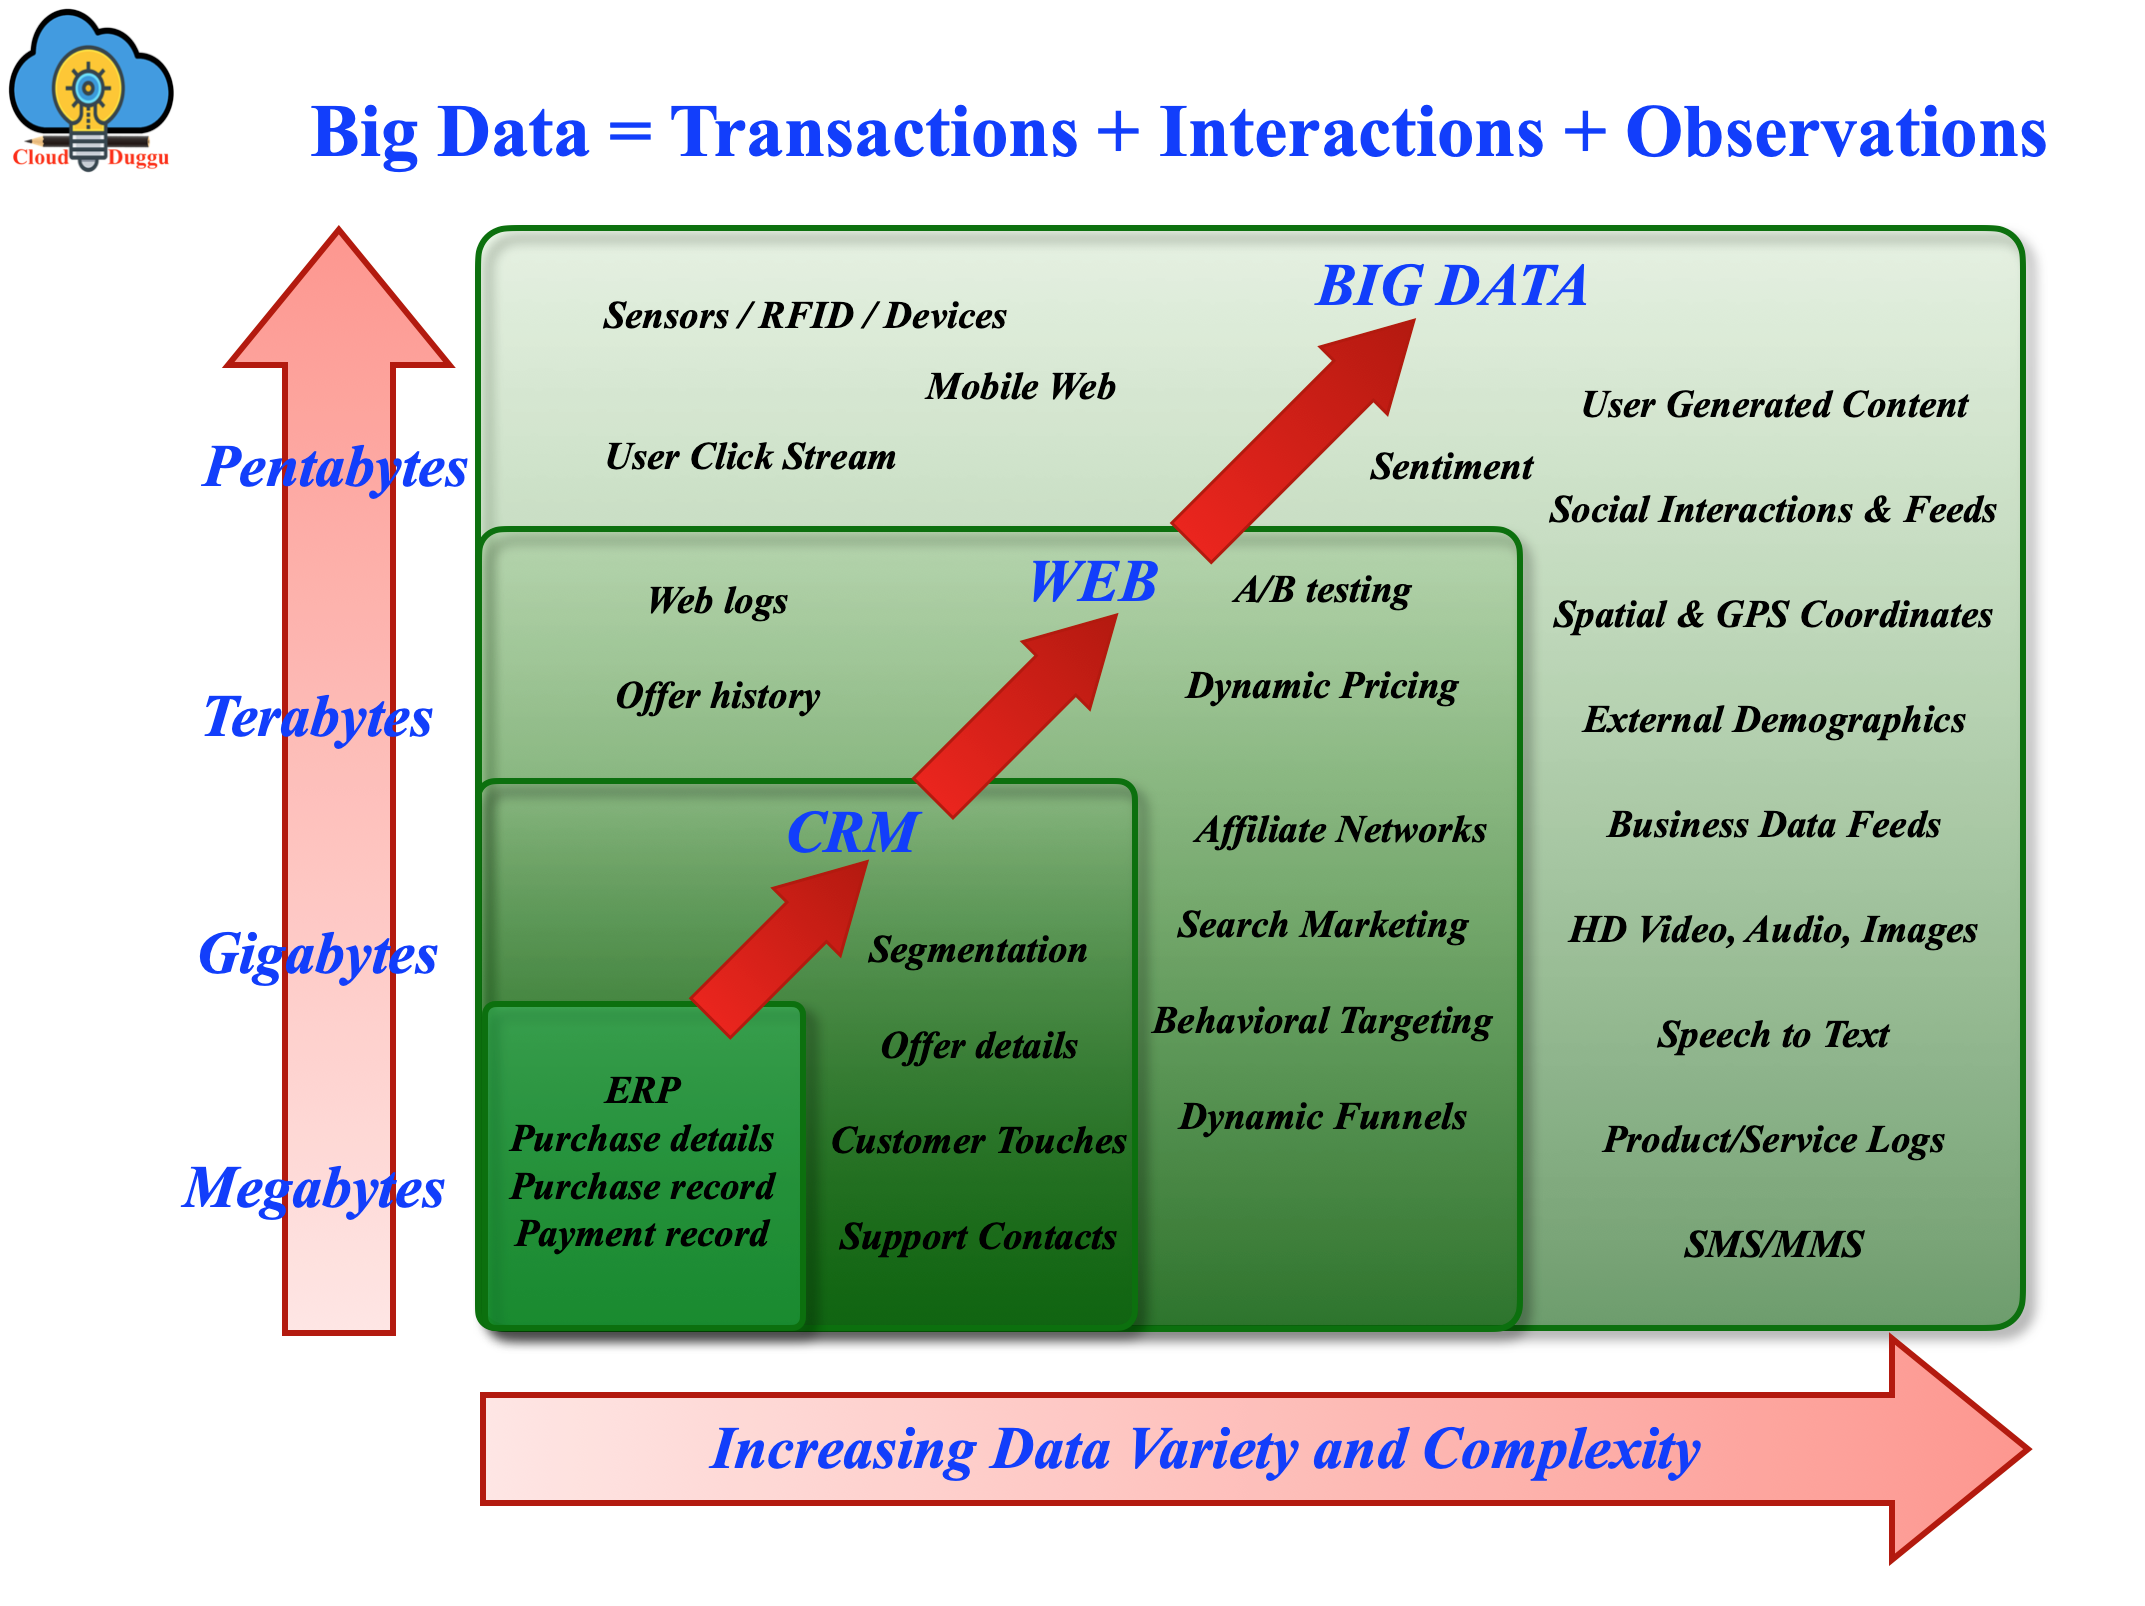 Cloud Duggu
Big Data = Transactions + Interactions + Observations
BIG DATA
Sensors / RFID / Devices
Mobile Web
User Click Stream
Sentiment
User Generated Content
Social Interactions & Feeds
Spatial & GPS Coordinates
External Demographics
Business Data Feeds
HD Video, Audio, Images
Speech to Text
Product/Service Logs
SMS/MMS
WEB
Web logs
Offer history
A/B testing
Dynamic Pricing
Affiliate Networks
Search Marketing
Behavioral Targeting
Dynamic Funnels
CRM
Segmentation
Offer details
Customer Touches
Support Contacts
ERP
Purchase details
Purchase record
Payment record
Pentabytes
Terabytes
Gigabytes
Megabytes
Increasing Data Variety and Complexity